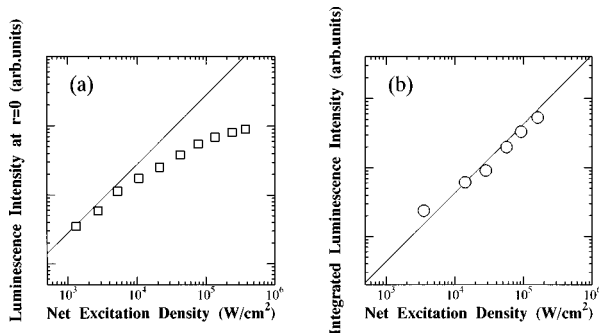 Luminescence Intensity at r=0 (arb.units)
(a)
10³ 10⁴ 10⁵ 10⁶
Net Excitation Density (W/cm²)
Integrated Luminescence Intensity (arb.units)
(b)
10³ 10⁴ 10⁵ 10⁶
Net Excitation Density (W/cm²)